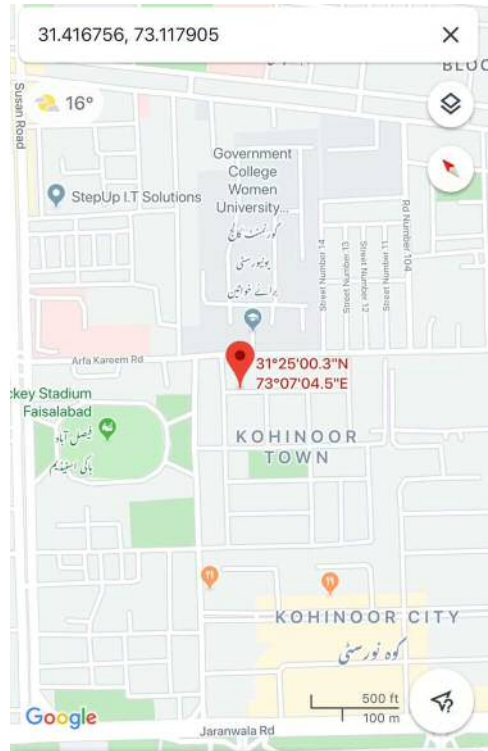 31.416756, 73.117905
BLOC
16°
Susan Road
StepUp I.T Solutions
Government
College
Women
University...
گورنمنٹ کالج
یونیورسٹی
برائے خواتین
Street Number 14
Street Number 13
Street Number 12
Street Number 11
Rd Number 104
Arfa Kareem Rd
31°25'00.3"N
73°07'04.5"E
ckey Stadium
Faisalabad
فیصل آباد
ہاکی اسٹیڈیم
KOHINOOR
TOWN
KOHINOOR CITY
کوہ نور سٹی
500 ft
100 m
Google
Jaranwala Rd